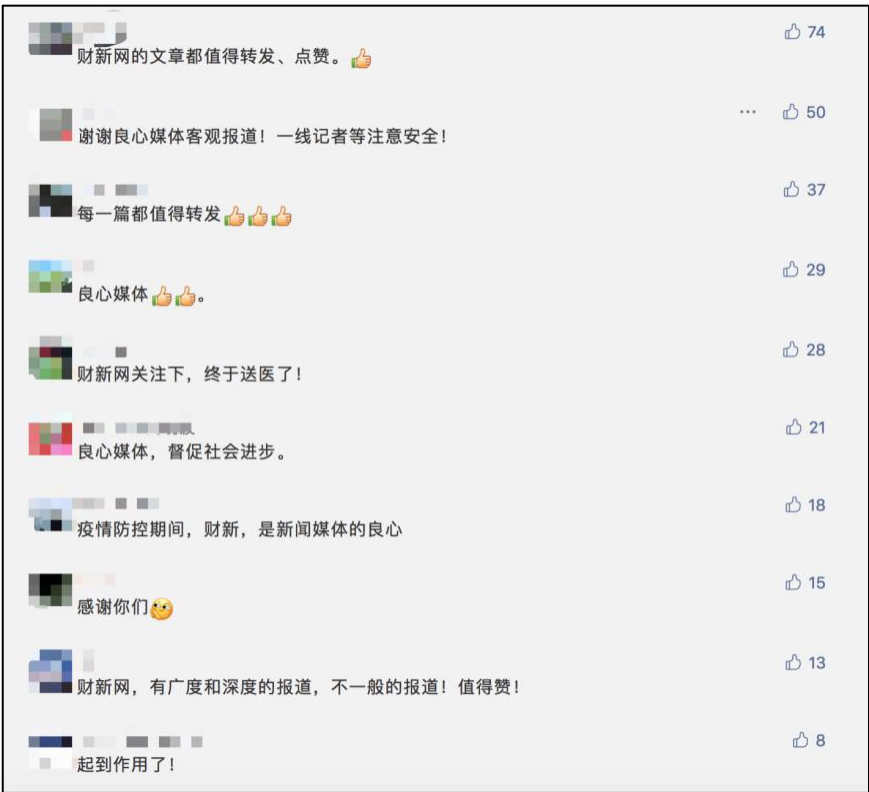 74
财新网的文章都值得转发、点赞。👍
50
谢谢良心媒体客观报道！一线记者等注意安全！
37
每一篇都值得转发👍👍👍
29
良心媒体👍👍。
28
财新网关注下，终于送医了！
21
良心媒体，督促社会进步。
18
疫情防控期间，财新，是新闻媒体的良心
15
感谢你们🤔
13
财新网，有广度和深度的报道，不一般的报道！值得赞！
8
起到作用了！